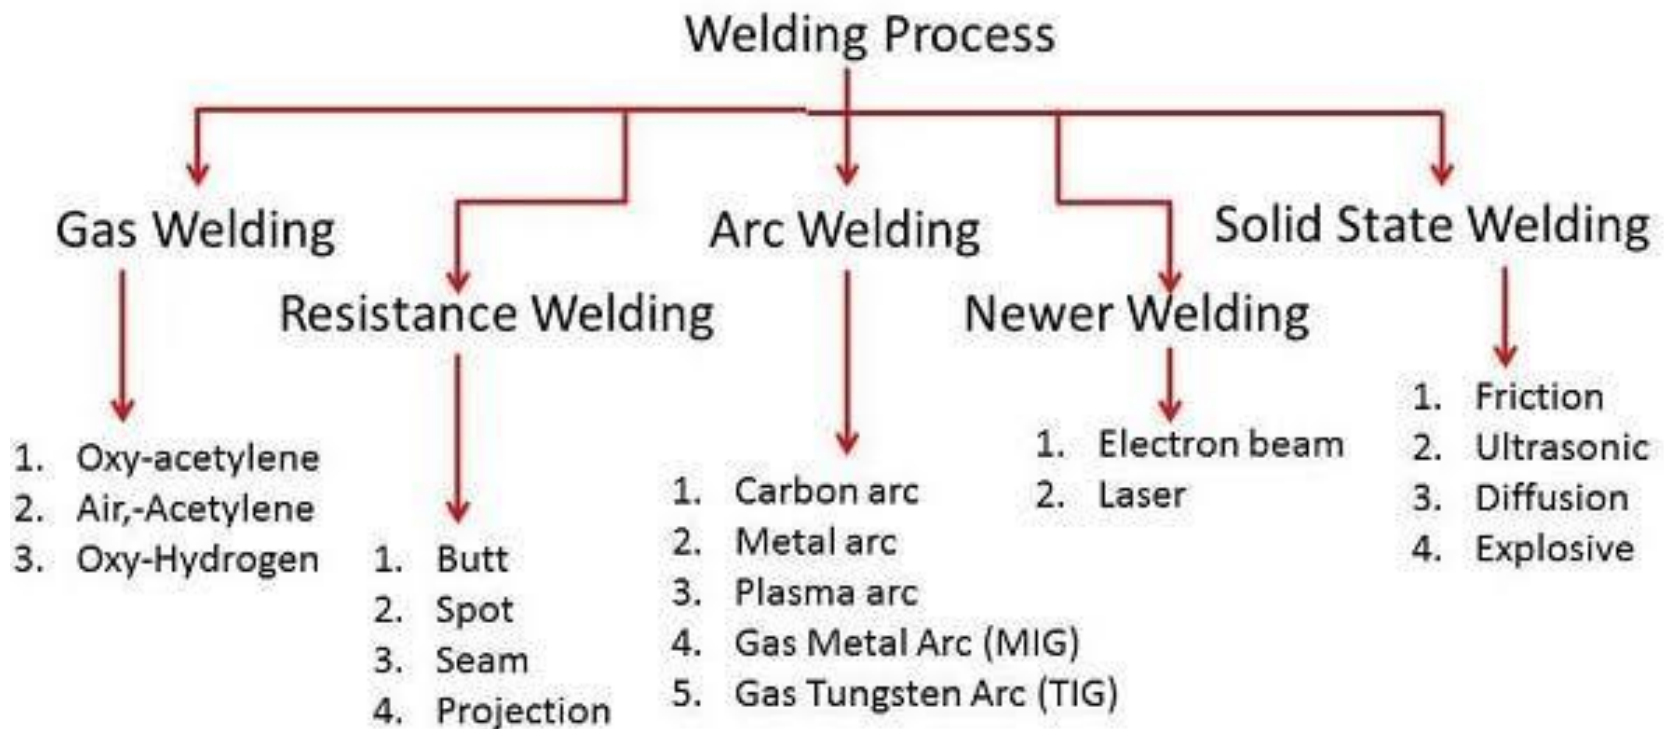 Welding Process
Gas Welding
1. Oxy-acetylene
2. Air,-Acetylene
3. Oxy-Hydrogen
Resistance Welding
1. Butt
2. Spot
3. Seam
4. Projection
Arc Welding
1. Carbon arc
2. Metal arc
3. Plasma arc
4. Gas Metal Arc (MIG)
5. Gas Tungsten Arc (TIG)
Newer Welding
1. Electron beam
2. Laser
Solid State Welding
1. Friction
2. Ultrasonic
3. Diffusion
4. Explosive